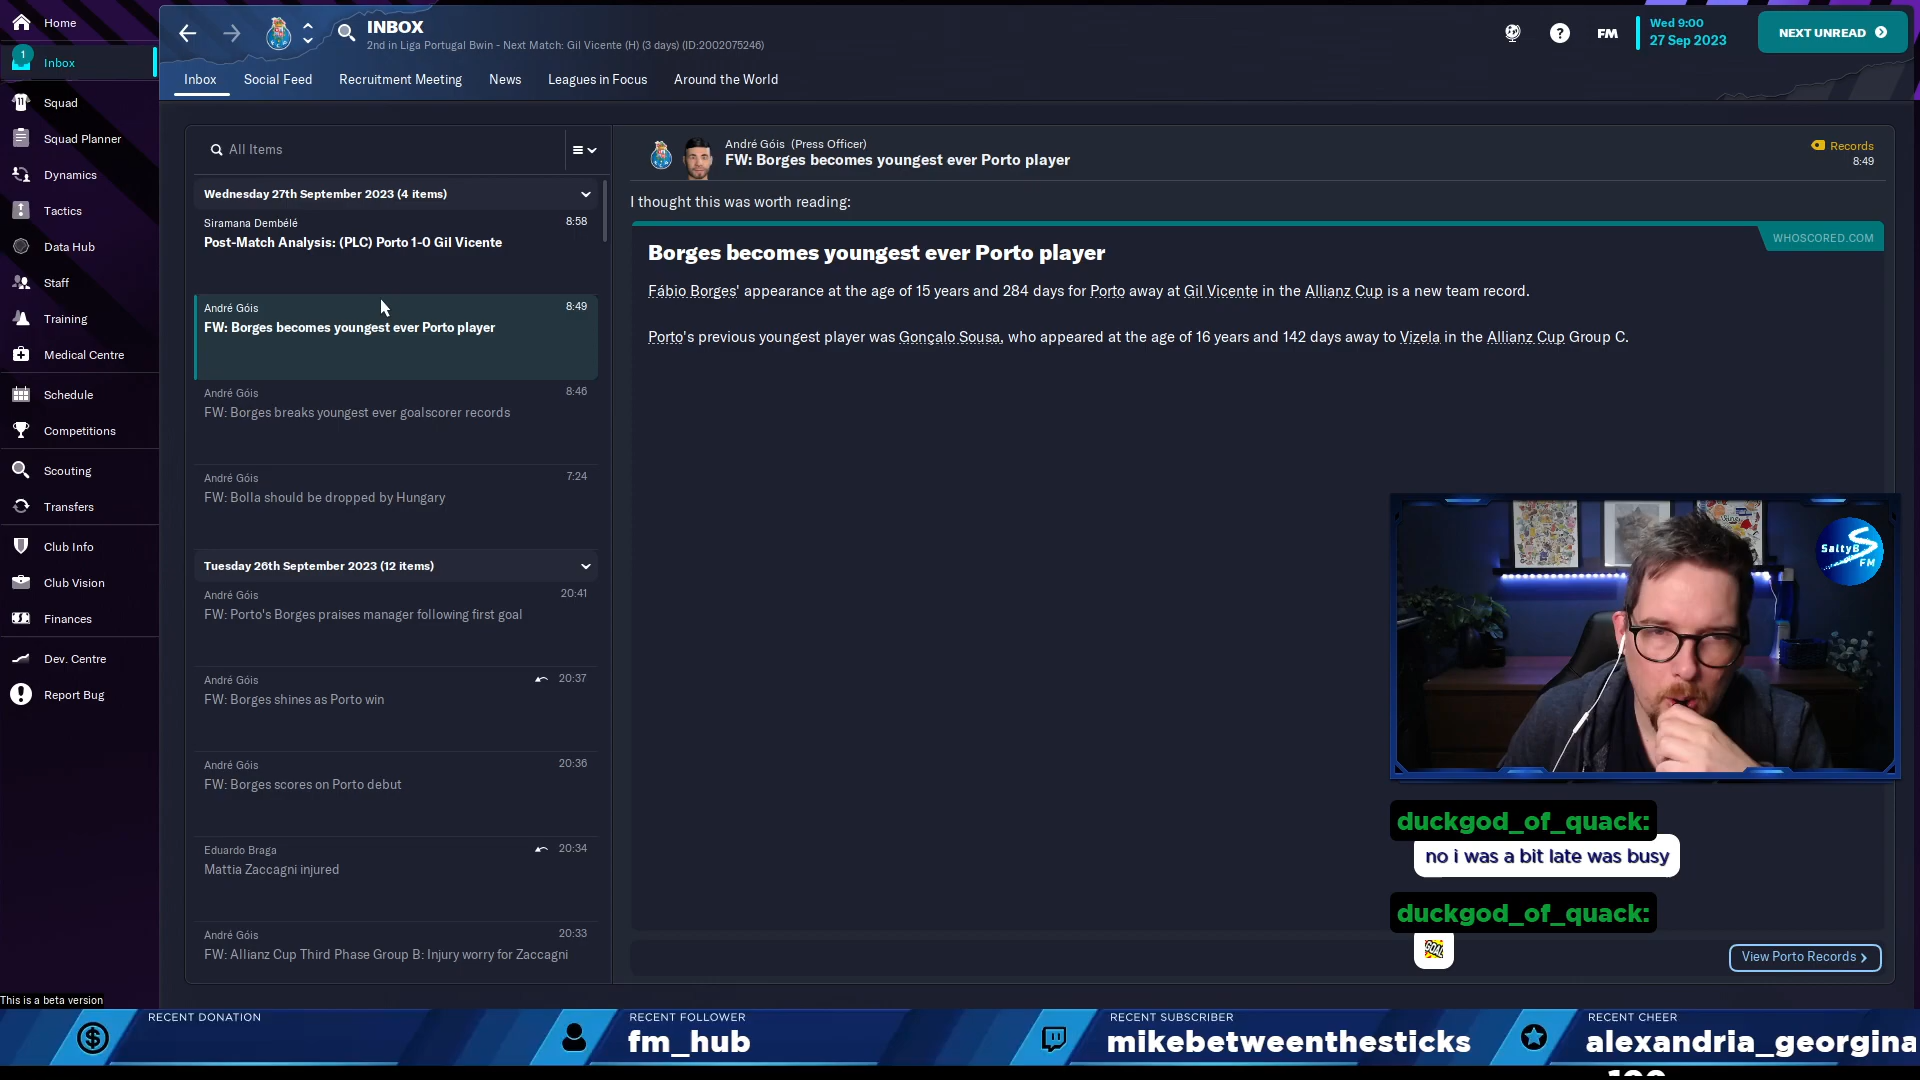 Home
1
Inbox
Squad
Squad Planner
Dynamics
Tactics
Data Hub
Staff
Training
Medical Centre
Schedule
Competitions
Scouting
Transfers
Club Info
Club Vision
Finances
Dev. Centre
Report Bug
This is a beta version
INBOX
2nd in Liga Portugal Bwin - Next Match: Gil Vicente (H) (3 days) (ID:2002075246)
FM
Wed 9:00
27 Sep 2023
NEXT UNREAD
Inbox
Social Feed
Recruitment Meeting
News
Leagues in Focus
Around the World
All Items
Wednesday 27th September 2023 (4 items)
Siramana Dembélé
8:58
Post-Match Analysis: (PLC) Porto 1-0 Gil Vicente
André Góis
8:49
FW: Borges becomes youngest ever Porto player
André Góis
8:46
FW: Borges breaks youngest ever goalscorer records
André Góis
7:24
FW: Bolla should be dropped by Hungary
Tuesday 26th September 2023 (12 items)
André Góis
20:41
FW: Porto's Borges praises manager following first goal
André Góis
20:37
FW: Borges shines as Porto win
André Góis
20:36
FW: Borges scores on Porto debut
Eduardo Braga
20:34
Mattia Zaccagni injured
André Góis
20:33
FW: Allianz Cup Third Phase Group B: Injury worry for Zaccagni
André Góis (Press Officer)
FW: Borges becomes youngest ever Porto player
Records
8:49
I thought this was worth reading:
WHOSCORED.COM
Borges becomes youngest ever Porto player
Fábio Borges' appearance at the age of 15 years and 284 days for Porto away at Gil Vicente in the Allianz Cup is a new team record.
Porto's previous youngest player was Gonçalo Sousa, who appeared at the age of 16 years and 142 days away to Vizela in the Allianz Cup Group C.
SaltyB
S
FM
duckgod_of_quack:
no i was a bit late was busy
duckgod_of_quack:
GOAL
View Porto Records
RECENT DONATION
RECENT FOLLOWER
fm_hub
RECENT SUBSCRIBER
mikebetweenthesticks
RECENT CHEER
alexandria_georgina